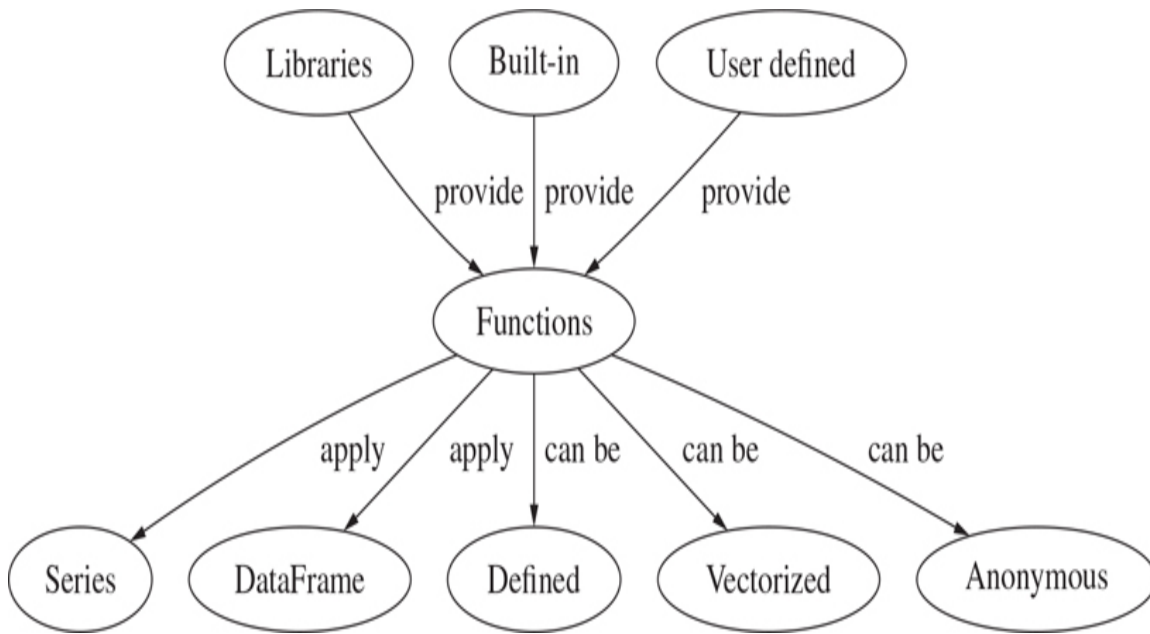 Libraries
Built-in
User defined
provide
provide
provide
Functions
apply
apply
can be
can be
can be
Series
DataFrame
Defined
Vectorized
Anonymous